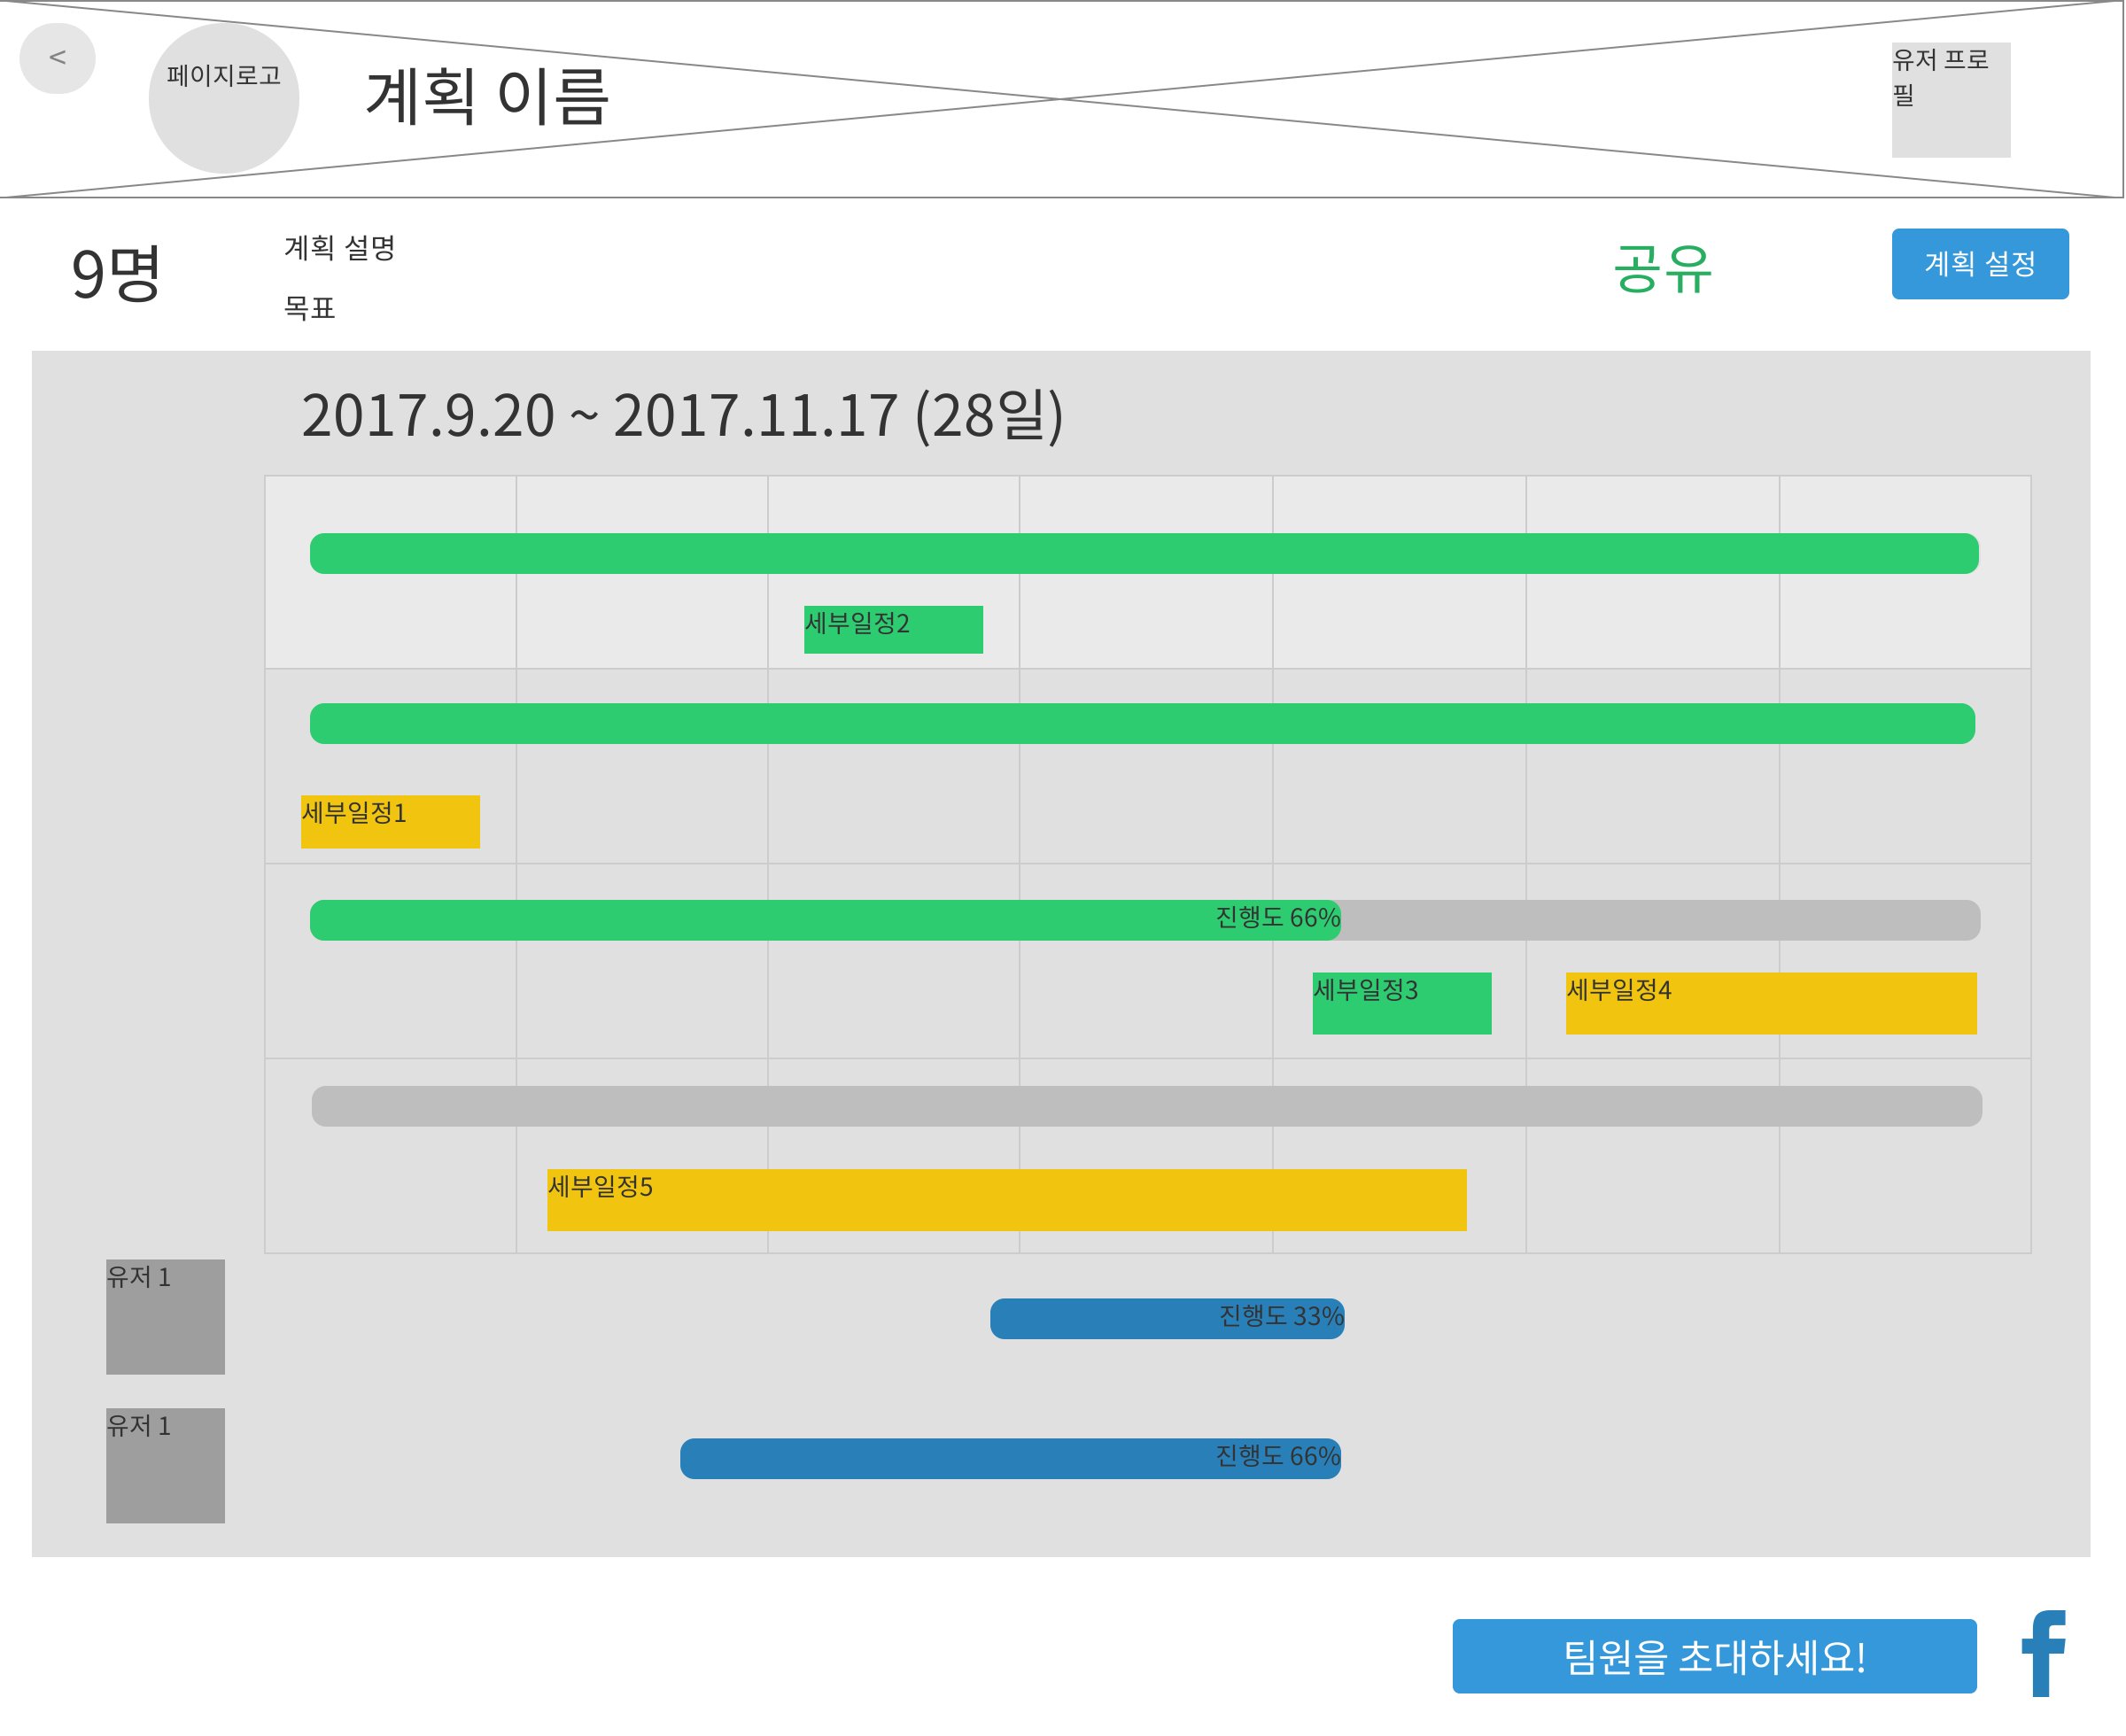 <
페이지로고
계획 이름
유저 프로
필
9명
계획 설명
목표
공유
계획 설정
2017.9.20 ~ 2017.11.17 (28일)
세부일정2
세부일정1
진행도 66%
세부일정3
세부일정4
세부일정5
유저 1
진행도 33%
유저 1
진행도 66%
팀원을 초대하세요!